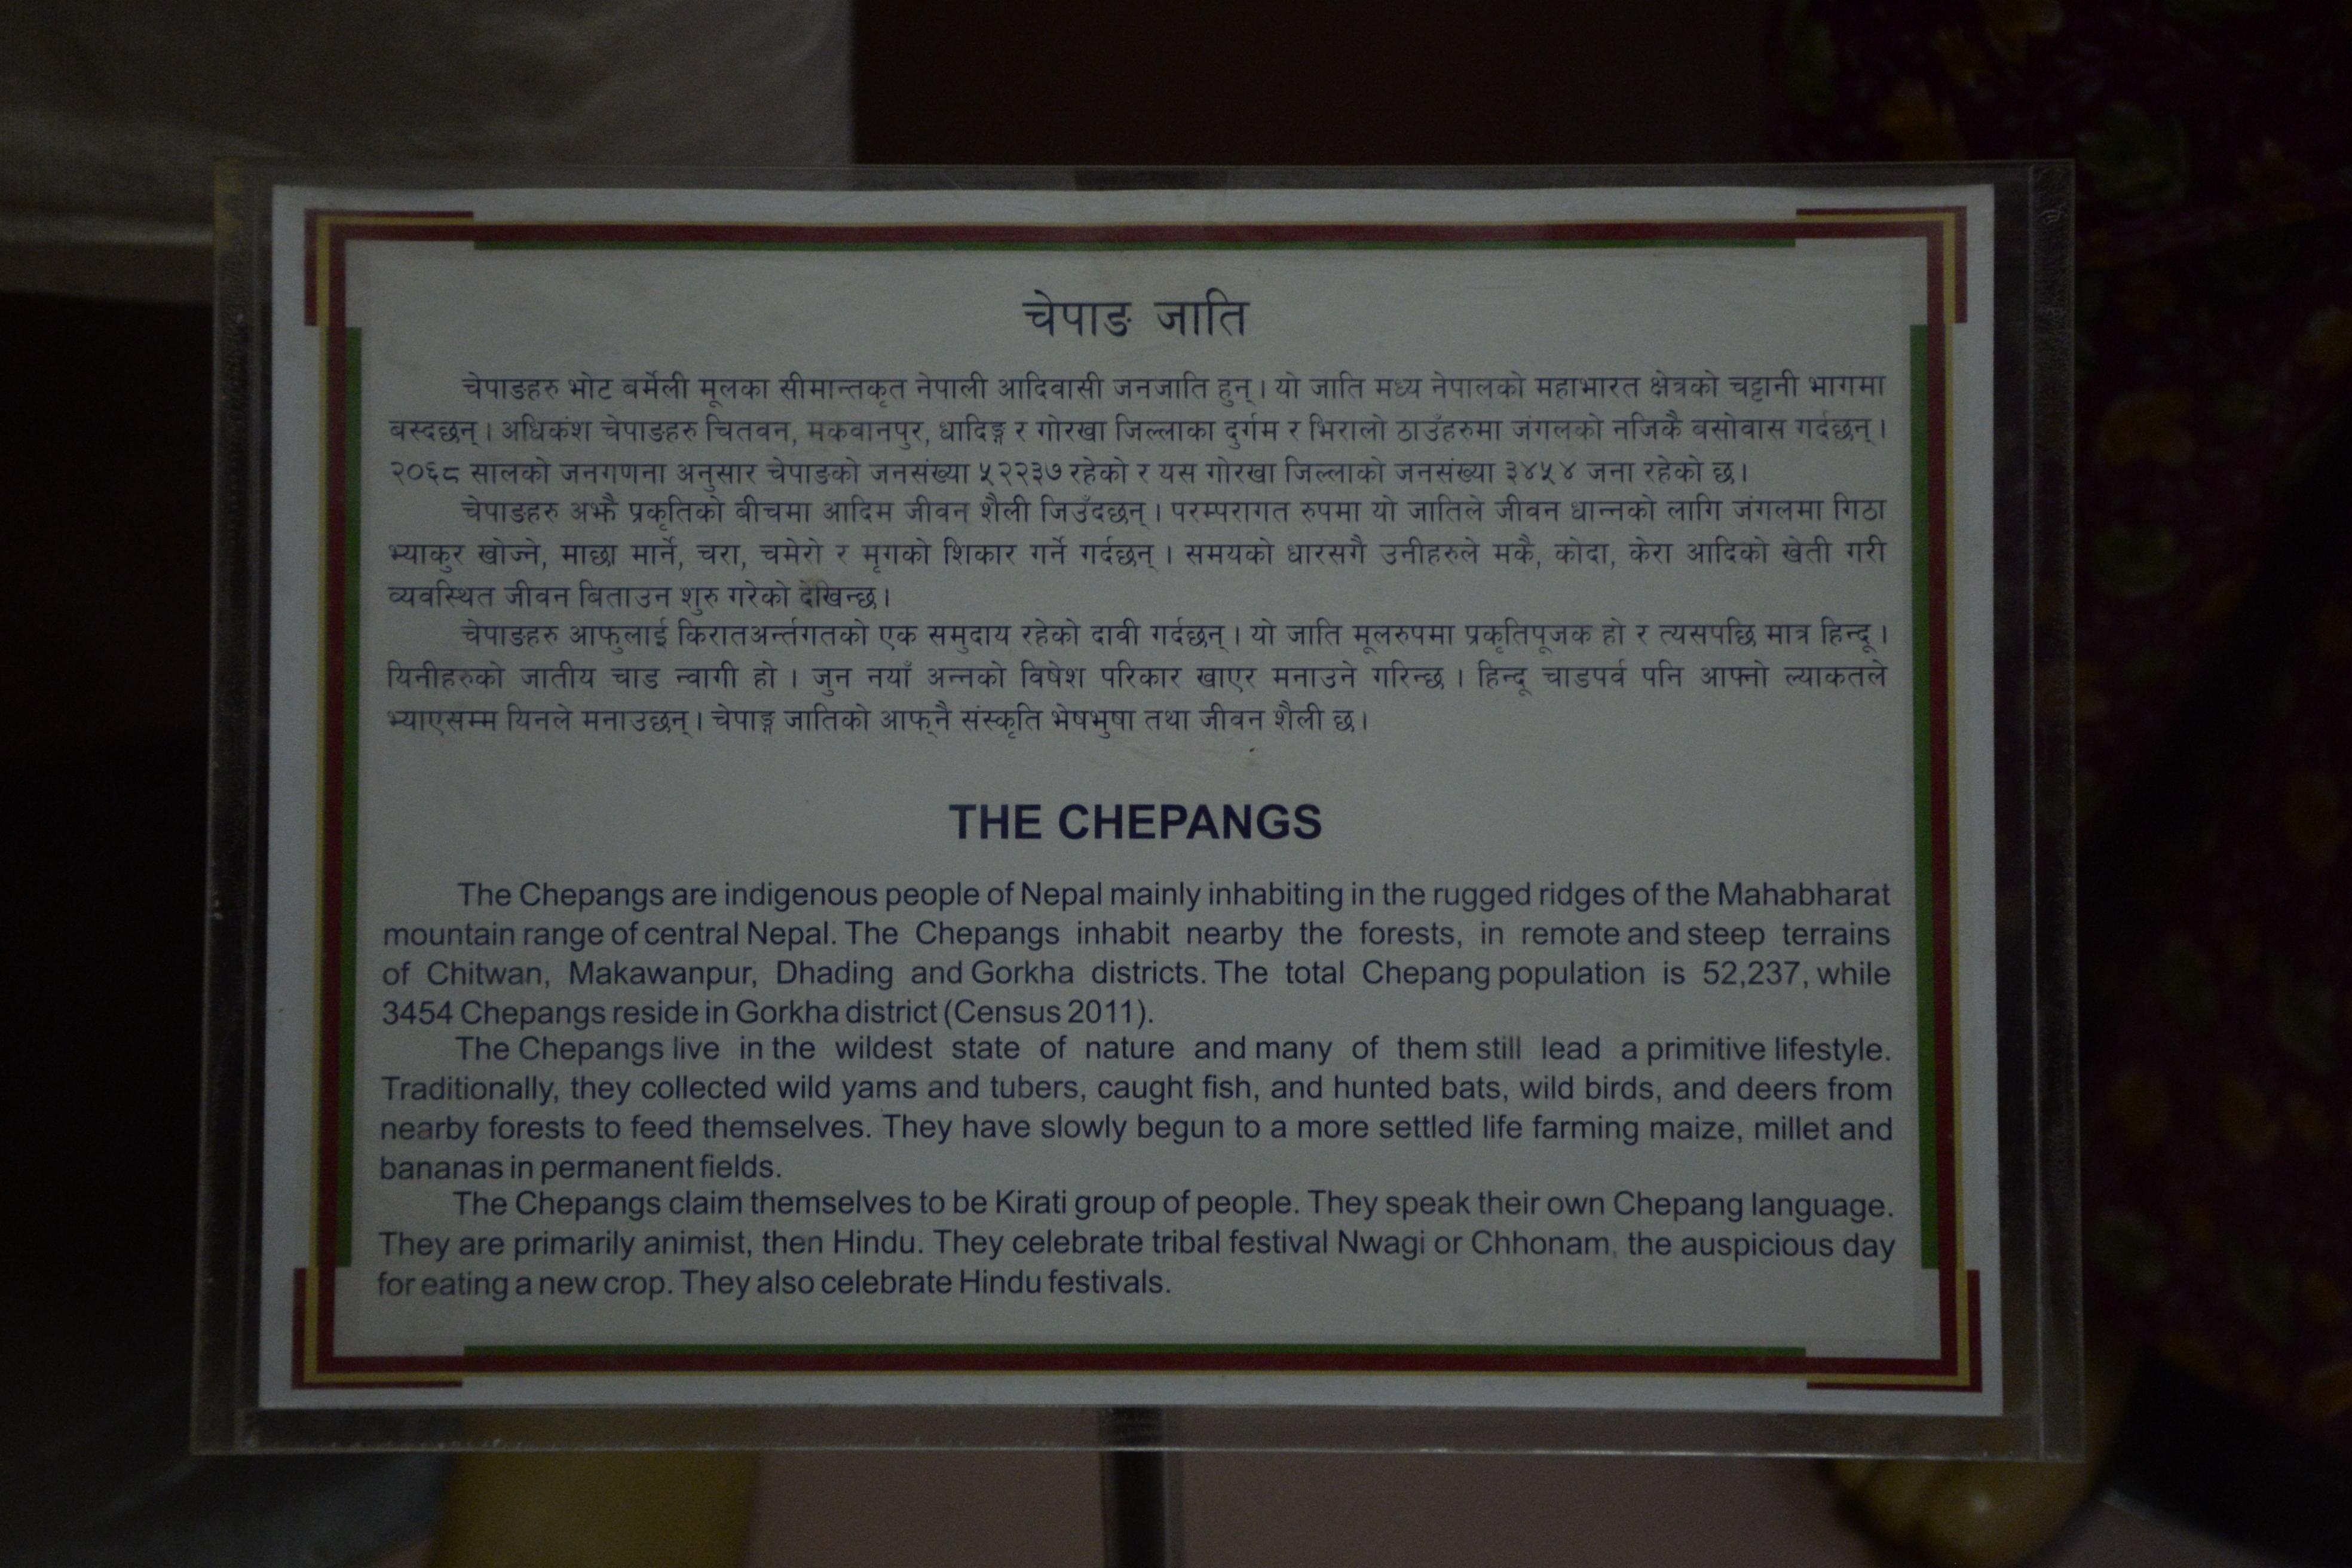 चेपाङ जाति
चेपाङहरु भोट बर्मेली मूलका सीमान्तकृत नेपाली आदिवासी जनजाति हुन् । यो जाति मध्य नेपालको महाभारत क्षेत्रको चट्टानी भागमा
बस्दछन् । अधिकंश चेपाङहरु चितवन, मकवानपुर, धादिङ्ग र गोरखा जिल्लाका दुर्गम र भिरालो ठाउँहरुमा जंगलको नजिकै बसोवास गर्दछन् ।
२०६८ सालको जनगणना अनुसार चेपाङको जनसंख्या ५२२३७ रहेको र यस गोरखा जिल्लाको जनसंख्या ३४५४ जना रहेको छ ।
चेपाङहरु अझै प्रकृतिको बीचमा आदिम जीवन शैली जिउँदछन् । परम्परागत रुपमा यो जातिले जीवन धान्नको लागि जंगलमा गिठा
भ्याकुर खोज्ने, माछा मार्ने, चरा, चमेरो र मृगको शिकार गर्ने गर्दछन् । समयको धारसगै उनीहरुले मकै, कोदा, केरा आदिको खेती गरी
व्यवस्थित जीवन बिताउन शुरु गरेको देखिन्छ ।
चेपाङहरु आफुलाई किरातअर्न्तगतको एक समुदाय रहेको दावी गर्दछन् । यो जाति मूलरुपमा प्रकृतिपूजक हो र त्यसपछि मात्र हिन्दू ।
यिनीहरुको जातीय चाड न्वागी हो । जुन नयाँ अन्नको विषेश परिकार खाएर मनाउने गरिन्छ । हिन्दू चाडपर्व पनि आफ्नो ल्याकतले
भ्याएसम्म यिनले मनाउछन् । चेपाङ्ग जातिको आफ्‌नै संस्कृति भेषभुषा तथा जीवन शैली छ ।
THE CHEPANGS
The Chepangs are indigenous people of Nepal mainly inhabiting in the rugged ridges of the Mahabharat
mountain range of central Nepal. The Chepangs inhabit nearby the forests, in remote and steep terrains
of Chitwan, Makawanpur, Dhading and Gorkha districts. The total Chepang population is 52,237, while
3454 Chepangs reside in Gorkha district (Census 2011).
The Chepangs live in the wildest state of nature and many of them still lead a primitive lifestyle.
Traditionally, they collected wild yams and tubers, caught fish, and hunted bats, wild birds, and deers from
nearby forests to feed themselves. They have slowly begun to a more settled life farming maize, millet and
bananas in permanent fields.
The Chepangs claim themselves to be Kirati group of people. They speak their own Chepang language.
They are primarily animist, then Hindu. They celebrate tribal festival Nwagi or Chhonam, the auspicious day
for eating a new crop. They also celebrate Hindu festivals.